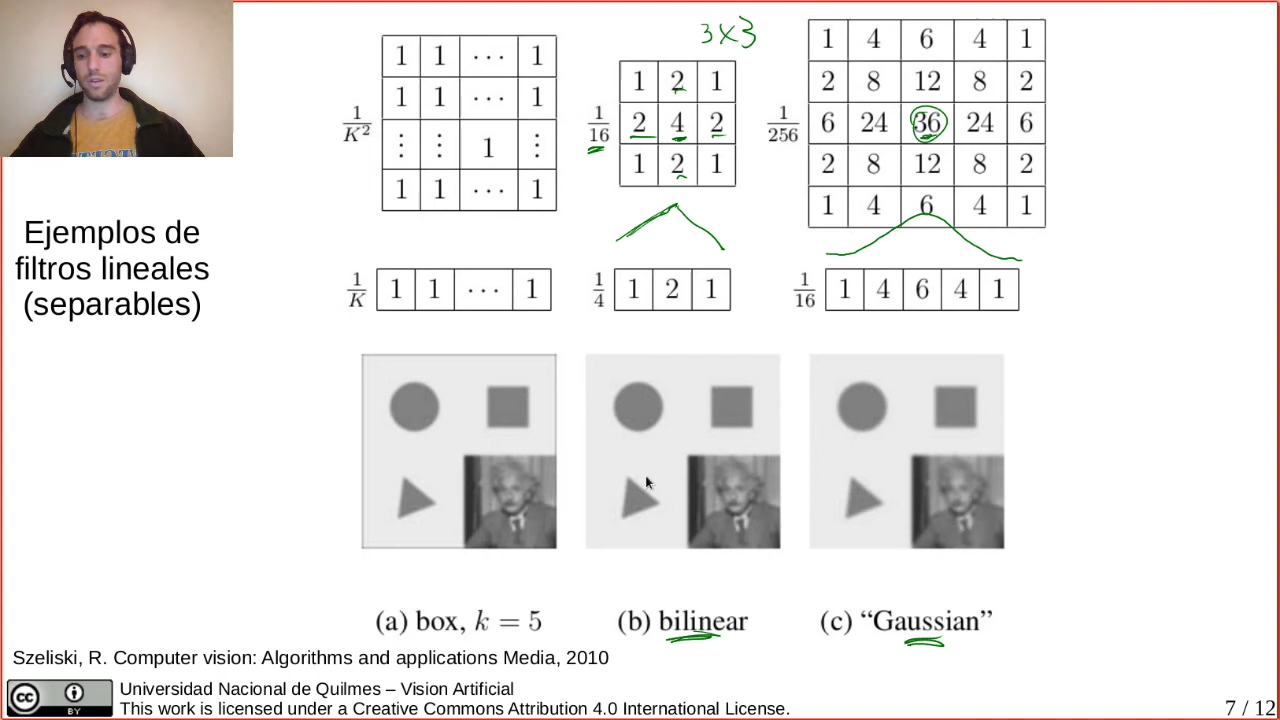 3x3
1/K² 
1 1 ⋯ 1
1 1 ⋯ 1
⋮ ⋮ 1 ⋮
1 1 ⋯ 1
1/16
1 2 1
2 4 2
1 2 1
1/256
1 4 6 4 1
2 8 12 8 2
6 24 36 24 6
2 8 12 8 2
1 4 6 4 1
Ejemplos de
filtros lineales
(separables)
1/K 1 1 ⋯ 1
1/4 1 2 1
1/16 1 4 6 4 1
(a) box, k = 5
(b) bilinear
(c) “Gaussian”
Szeliski, R. Computer vision: Algorithms and applications Media, 2010
cc BY
Universidad Nacional de Quilmes – Vision Artificial
This work is licensed under a Creative Commons Attribution 4.0 International License.
7 / 12